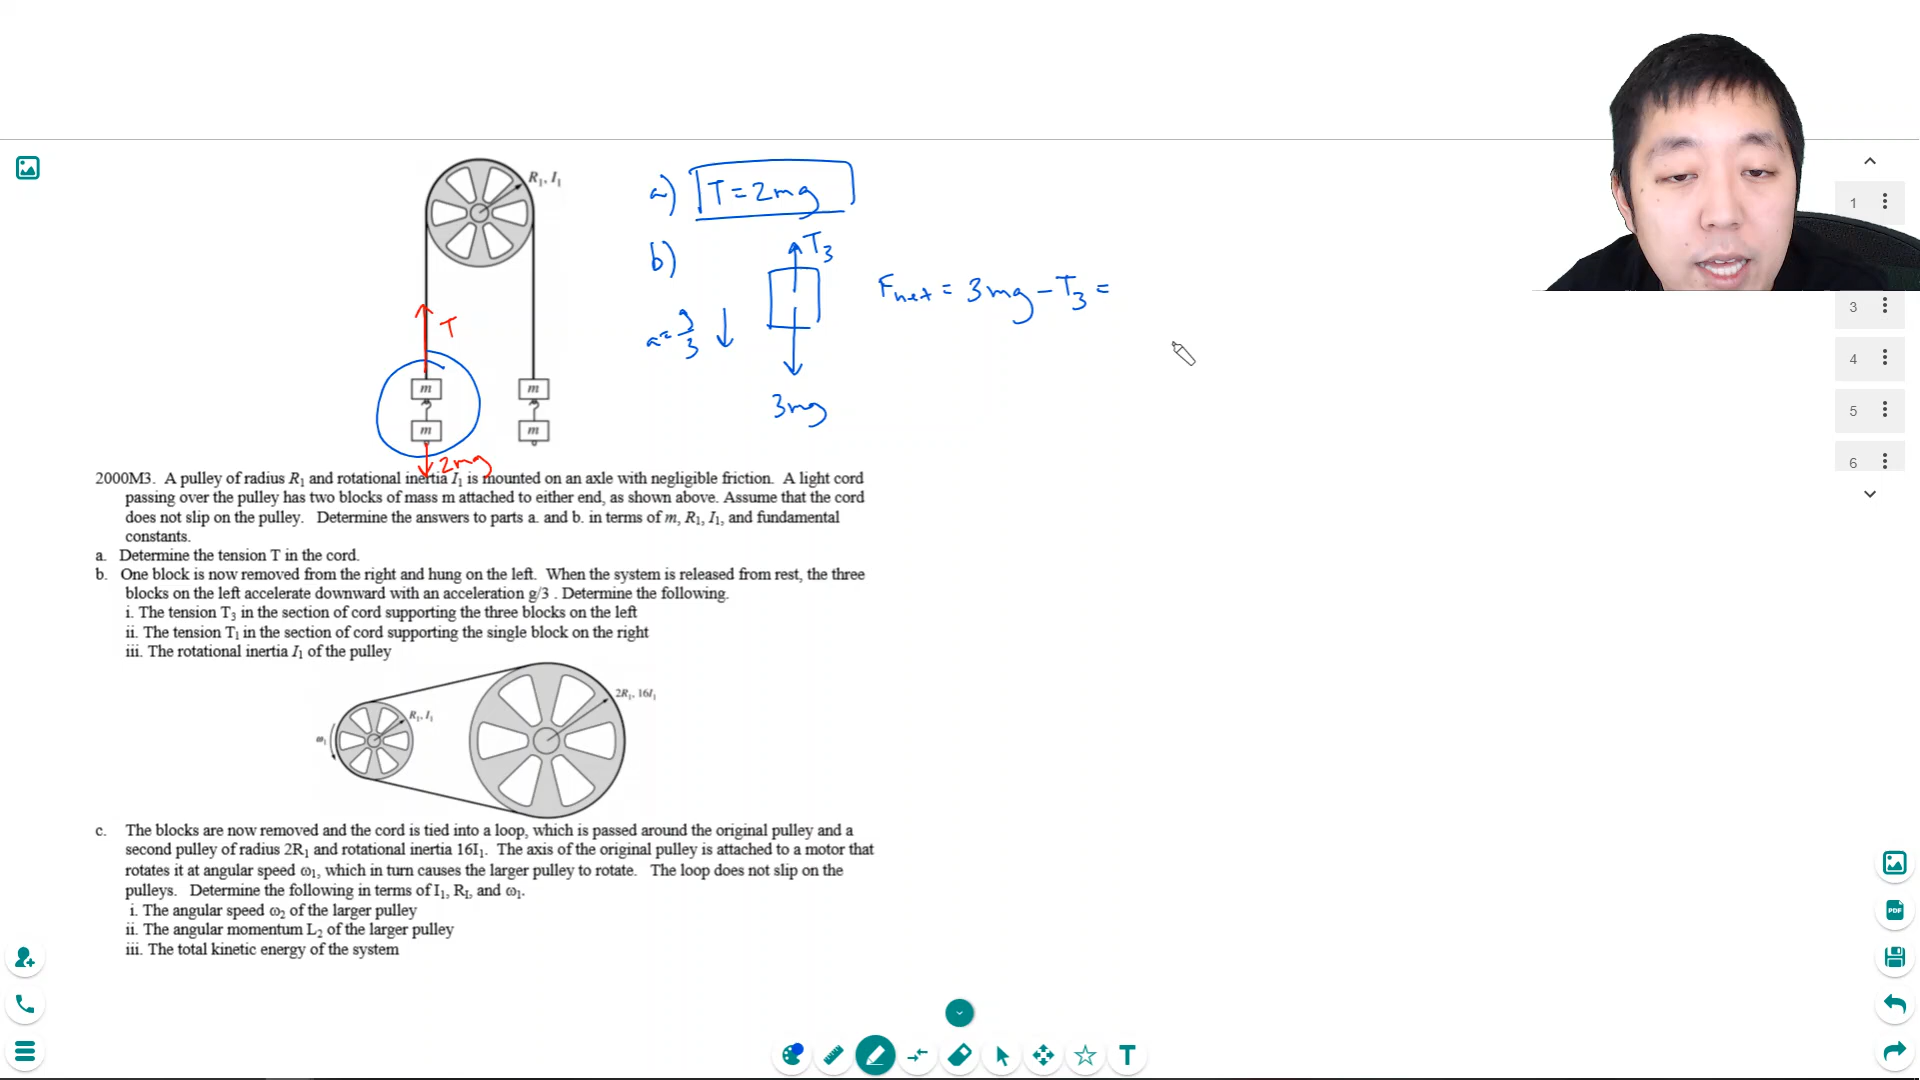 R₁, I₁
a) T = 2mg
b)
T₃
Fnet = 3mg - T₃ =
a = g/3
3mg
T
m
m
m
m
2mg
2000M3. A pulley of radius R₁ and rotational inertia I₁ is mounted on an axle with negligible friction. A light cord
passing over the pulley has two blocks of mass m attached to either end, as shown above. Assume that the cord
does not slip on the pulley. Determine the answers to parts a. and b. in terms of m, R₁, I₁, and fundamental
constants.
a. Determine the tension T in the cord.
b. One block is now removed from the right and hung on the left. When the system is released from rest, the three
blocks on the left accelerate downward with an acceleration g/3 . Determine the following.
i. The tension T₃ in the section of cord supporting the three blocks on the left
ii. The tension T₁ in the section of cord supporting the single block on the right
iii. The rotational inertia I₁ of the pulley
2R₁, 16I₁
R₁, I₁
ω₁
c. The blocks are now removed and the cord is tied into a loop, which is passed around the original pulley and a
second pulley of radius 2R₁ and rotational inertia 16I₁. The axis of the original pulley is attached to a motor that
rotates it at angular speed ω₁, which in turn causes the larger pulley to rotate. The loop does not slip on the
pulleys. Determine the following in terms of I₁, R₁, and ω₁.
i. The angular speed ω₂ of the larger pulley
ii. The angular momentum L₂ of the larger pulley
iii. The total kinetic energy of the system
1
3
4
5
6
PDF
T